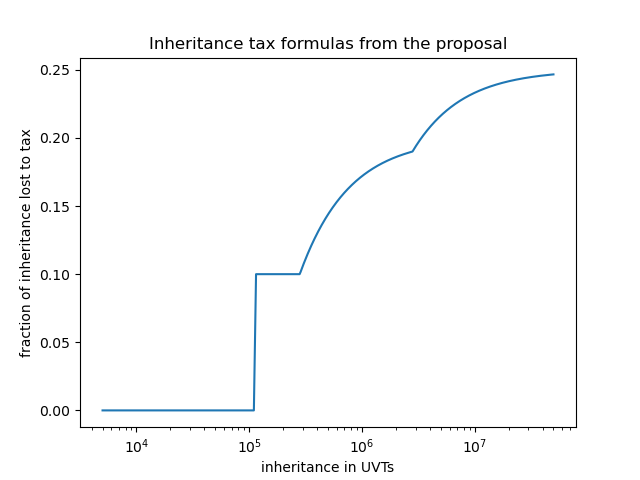 Inheritance tax formulas from the proposal
fraction of inheritance lost to tax
0.25
0.20
0.15
0.10
0.05
0.00
10⁴ 10⁵ 10⁶ 10⁷
inheritance in UVTs